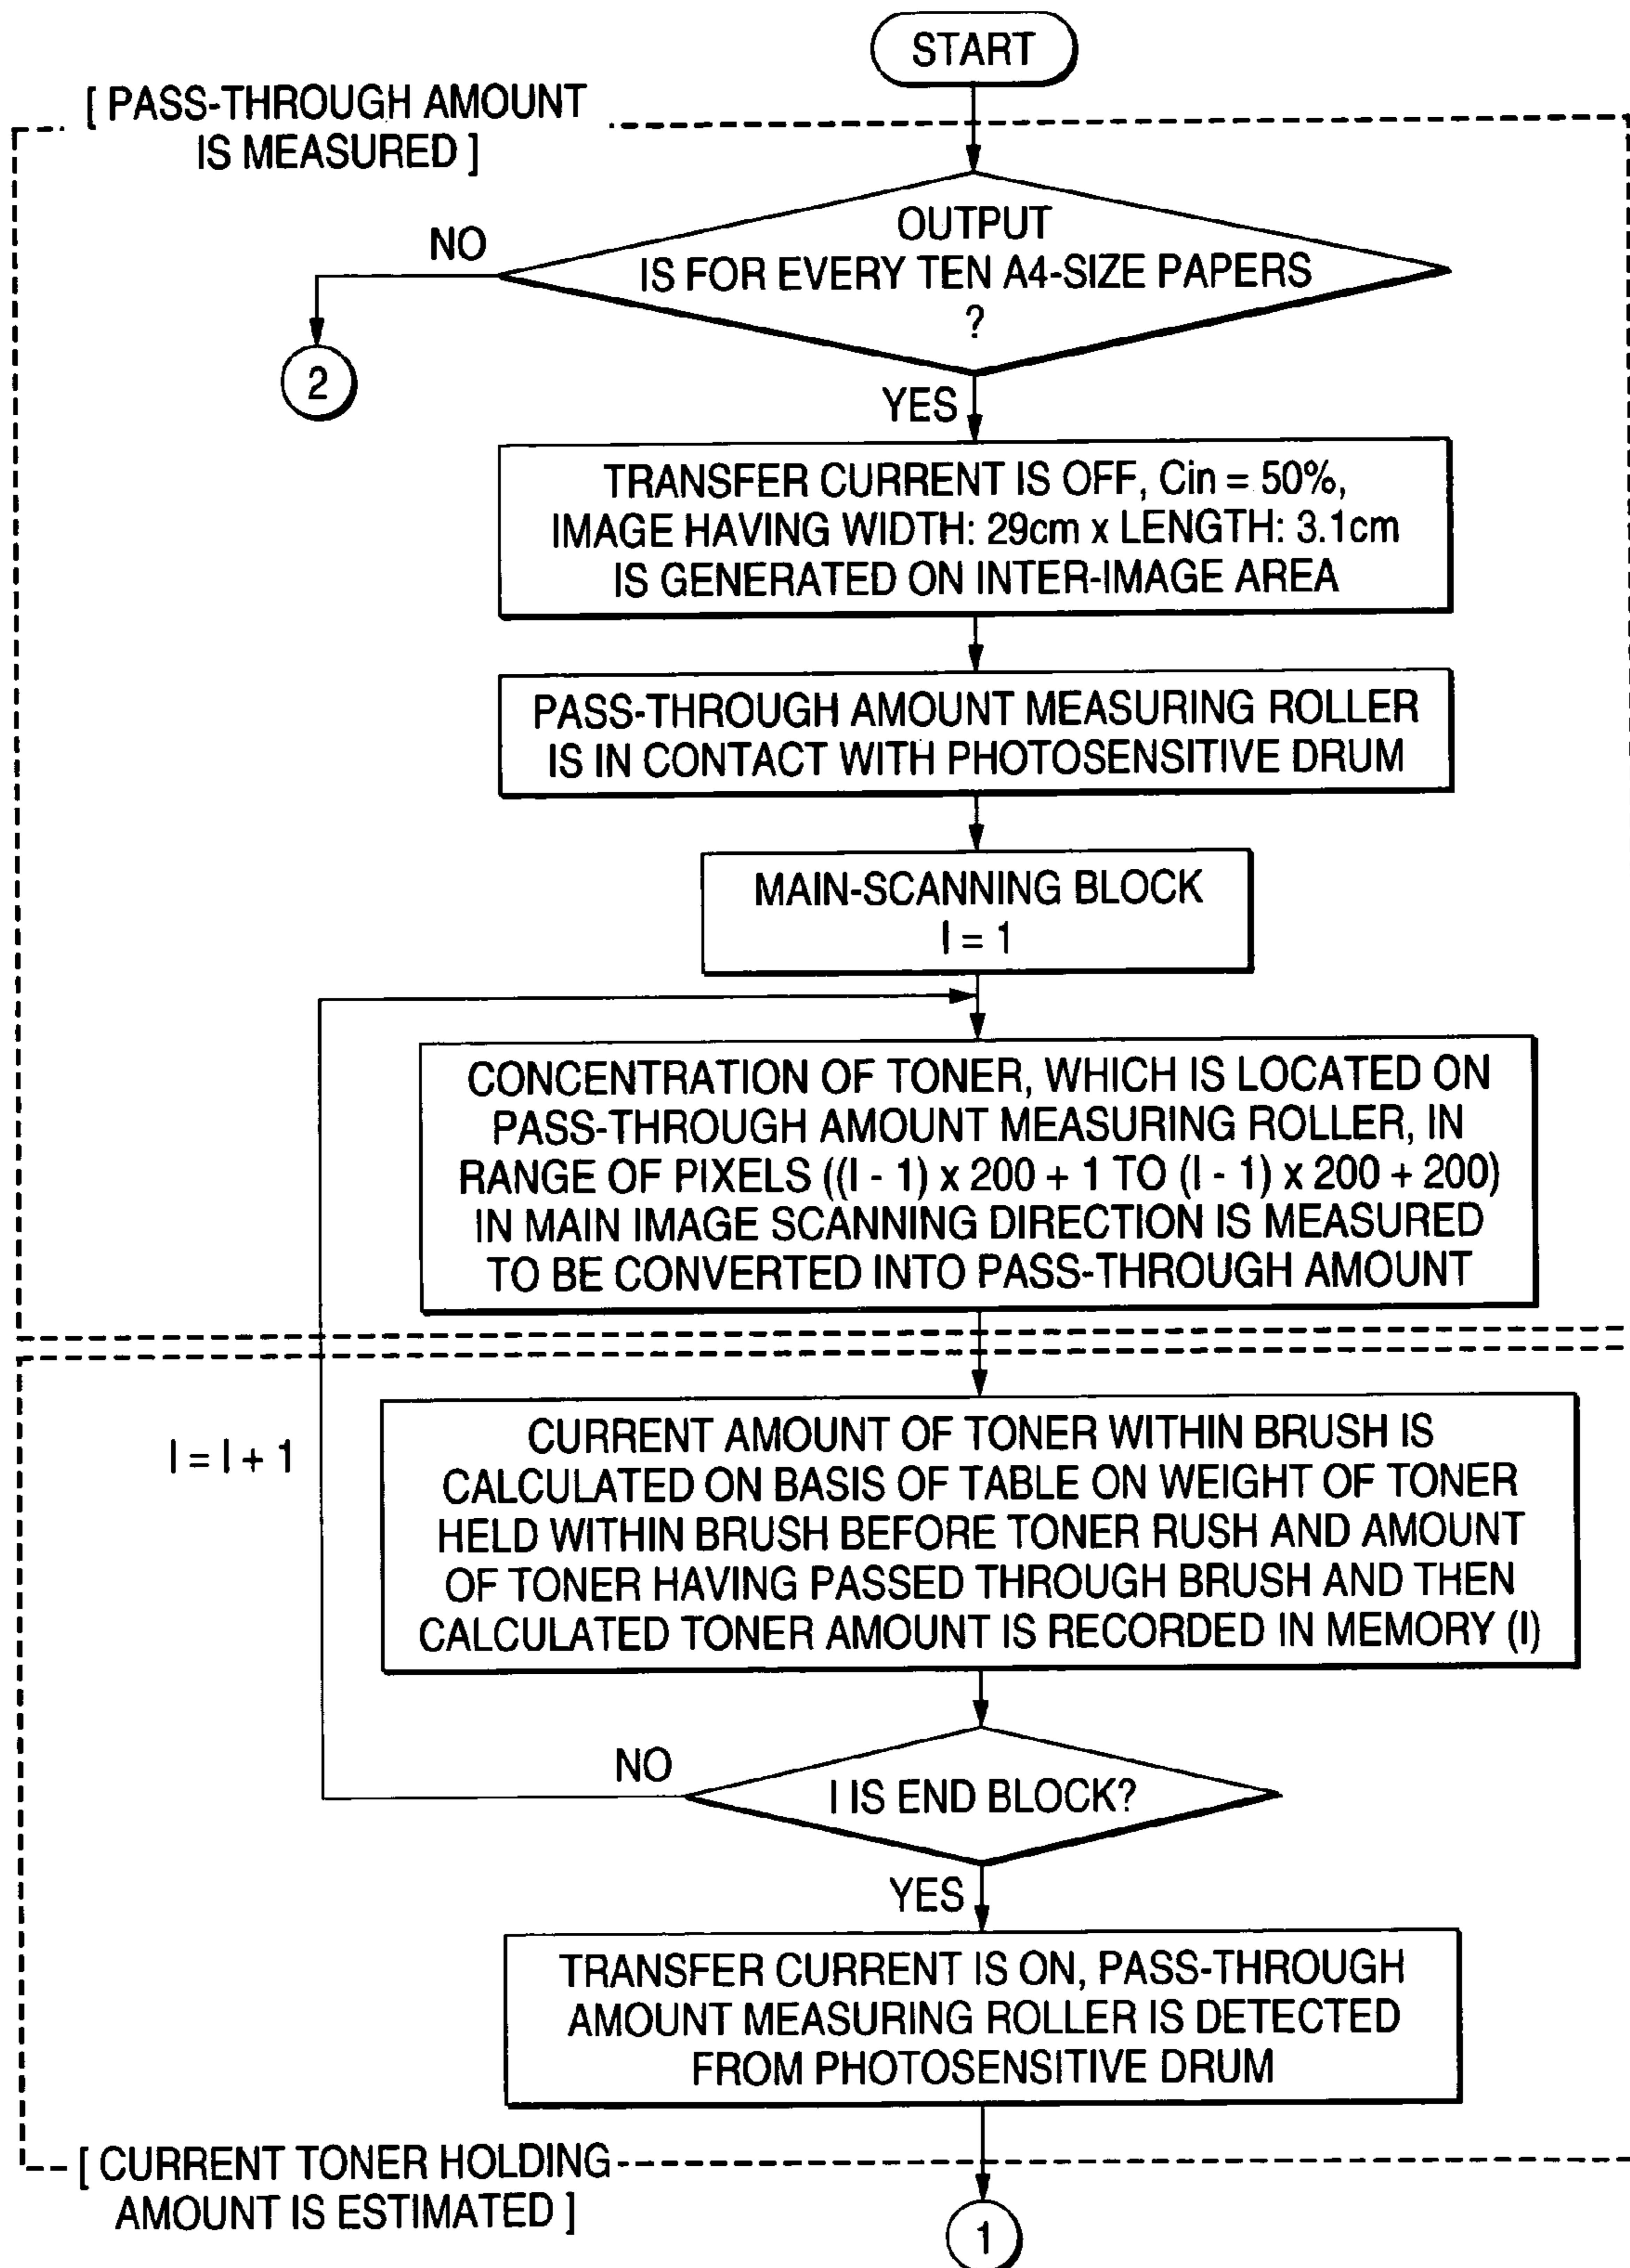 START
[ PASS-THROUGH AMOUNT
IS MEASURED ]
OUTPUT
IS FOR EVERY TEN A4-SIZE PAPERS
?
NO
2
YES
TRANSFER CURRENT IS OFF, Cin = 50%,
IMAGE HAVING WIDTH: 29cm x LENGTH: 3.1cm
IS GENERATED ON INTER-IMAGE AREA
PASS-THROUGH AMOUNT MEASURING ROLLER
IS IN CONTACT WITH PHOTOSENSITIVE DRUM
MAIN-SCANNING BLOCK
I = 1
CONCENTRATION OF TONER, WHICH IS LOCATED ON
PASS-THROUGH AMOUNT MEASURING ROLLER, IN
RANGE OF PIXELS ((I - 1) x 200 + 1 TO (I - 1) x 200 + 200)
IN MAIN IMAGE SCANNING DIRECTION IS MEASURED
TO BE CONVERTED INTO PASS-THROUGH AMOUNT
I = I + 1
CURRENT AMOUNT OF TONER WITHIN BRUSH IS
CALCULATED ON BASIS OF TABLE ON WEIGHT OF TONER
HELD WITHIN BRUSH BEFORE TONER RUSH AND AMOUNT
OF TONER HAVING PASSED THROUGH BRUSH AND THEN
CALCULATED TONER AMOUNT IS RECORDED IN MEMORY (I)
NO
I IS END BLOCK?
YES
TRANSFER CURRENT IS ON, PASS-THROUGH
AMOUNT MEASURING ROLLER IS DETECTED
FROM PHOTOSENSITIVE DRUM
[ CURRENT TONER HOLDING
AMOUNT IS ESTIMATED ]
1